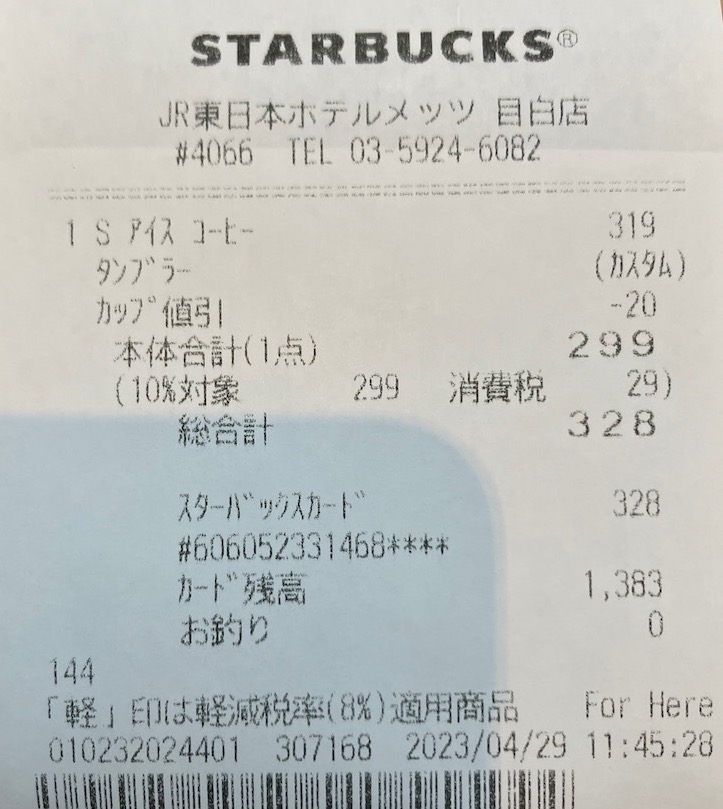 STARBUCKS®
JR東日本ホテルメッツ 目白店
#4066 TEL 03-5924-6082
1 S ｱｲｽ ｺｰﾋｰ 319
ﾀﾝﾌﾞﾗｰ (ｶｽﾀﾑ)
ｶｯﾌﾟ値引 -20
本体合計(1点) 299
(10%対象 299 消費税 29)
総合計 328
ｽﾀｰﾊﾞｯｸｽｶｰﾄﾞ 328
#606052331468****
ｶｰﾄﾞ残高 1,383
お釣り 0
144
「軽」印は軽減税率(8%)適用商品 For Here
010232024401 307168 2023/04/29 11:45:28